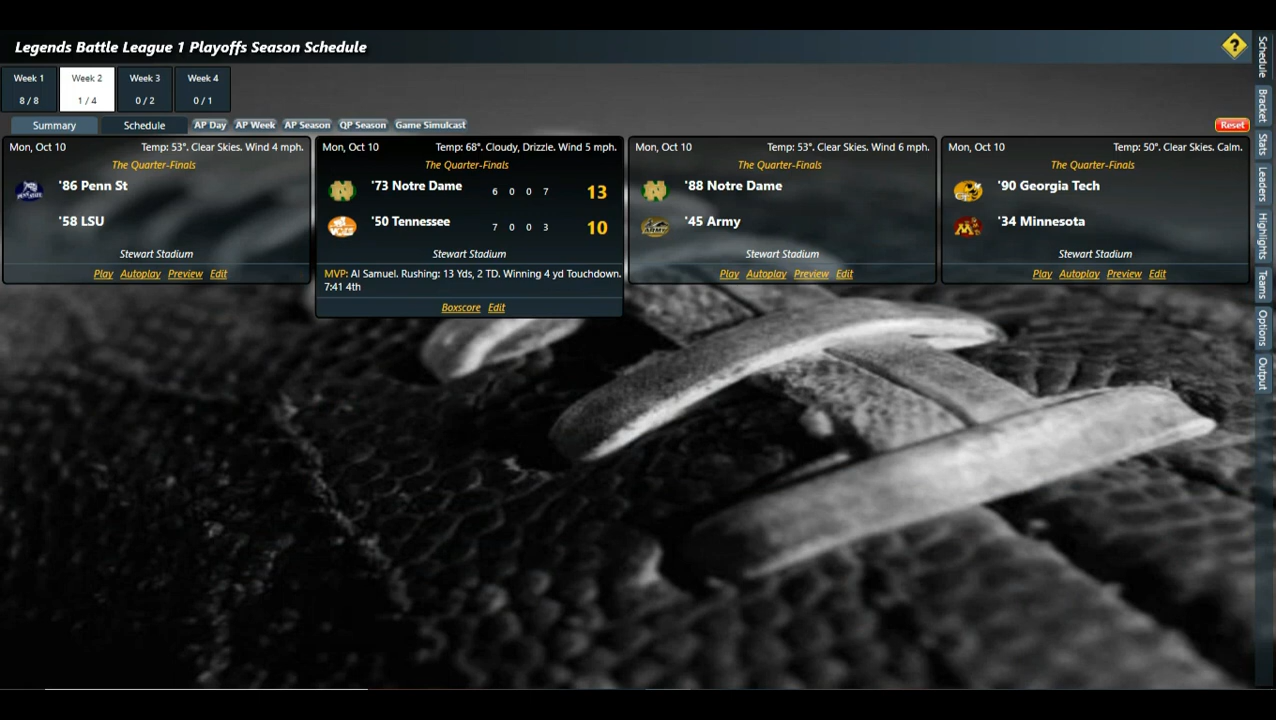 Legends Battle League 1 Playoffs Season Schedule
?
Week 1
8 / 8
Week 2
1 / 4
Week 3
0 / 2
Week 4
0 / 1
Summary
Schedule
AP Day
AP Week
AP Season
QP Season
Game Simulcast
Reset
Mon, Oct 10
Temp: 53°. Clear Skies. Wind 4 mph.
The Quarter-Finals
'86 Penn St
'58 LSU
Stewart Stadium
Play Autoplay Preview Edit
Mon, Oct 10
Temp: 68°. Cloudy, Drizzle. Wind 5 mph.
The Quarter-Finals
'73 Notre Dame 6 0 0 7 13
'50 Tennessee 7 0 0 3 10
Stewart Stadium
MVP: Al Samuel. Rushing: 13 Yds, 2 TD. Winning 4 yd Touchdown.
7:41 4th
Boxscore Edit
Mon, Oct 10
Temp: 53°. Clear Skies. Wind 6 mph.
The Quarter-Finals
'88 Notre Dame
'45 Army
Stewart Stadium
Play Autoplay Preview Edit
Mon, Oct 10
Temp: 50°. Clear Skies. Calm.
The Quarter-Finals
'90 Georgia Tech
'34 Minnesota
Stewart Stadium
Play Autoplay Preview Edit
Schedule
Bracket
Stats
Leaders
Highlights
Teams
Options
Output